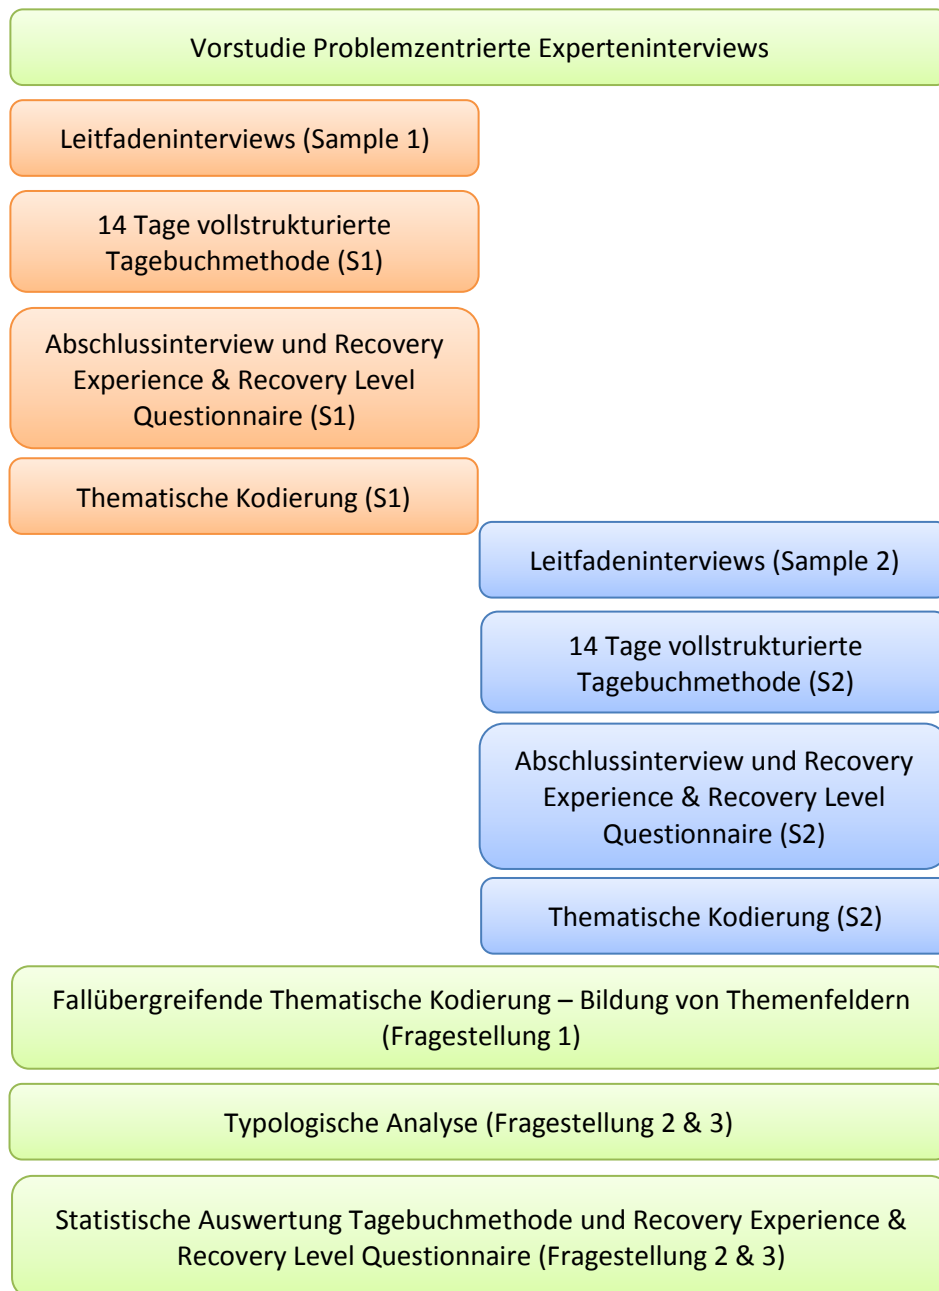 Vorstudie Problemzentrierte Experteninterviews
Leitfadeninterviews (Sample 1)
14 Tage vollstrukturierte
Tagebuchmethode (S1)
Abschlussinterview und Recovery
Experience & Recovery Level
Questionnaire (S1)
Thematische Kodierung (S1)
Leitfadeninterviews (Sample 2)
14 Tage vollstrukturierte
Tagebuchmethode (S2)
Abschlussinterview und Recovery
Experience & Recovery Level
Questionnaire (S2)
Thematische Kodierung (S2)
Fallübergreifende Thematische Kodierung – Bildung von Themenfeldern
(Fragestellung 1)
Typologische Analyse (Fragestellung 2 & 3)
Statistische Auswertung Tagebuchmethode und Recovery Experience &
Recovery Level Questionnaire (Fragestellung 2 & 3)